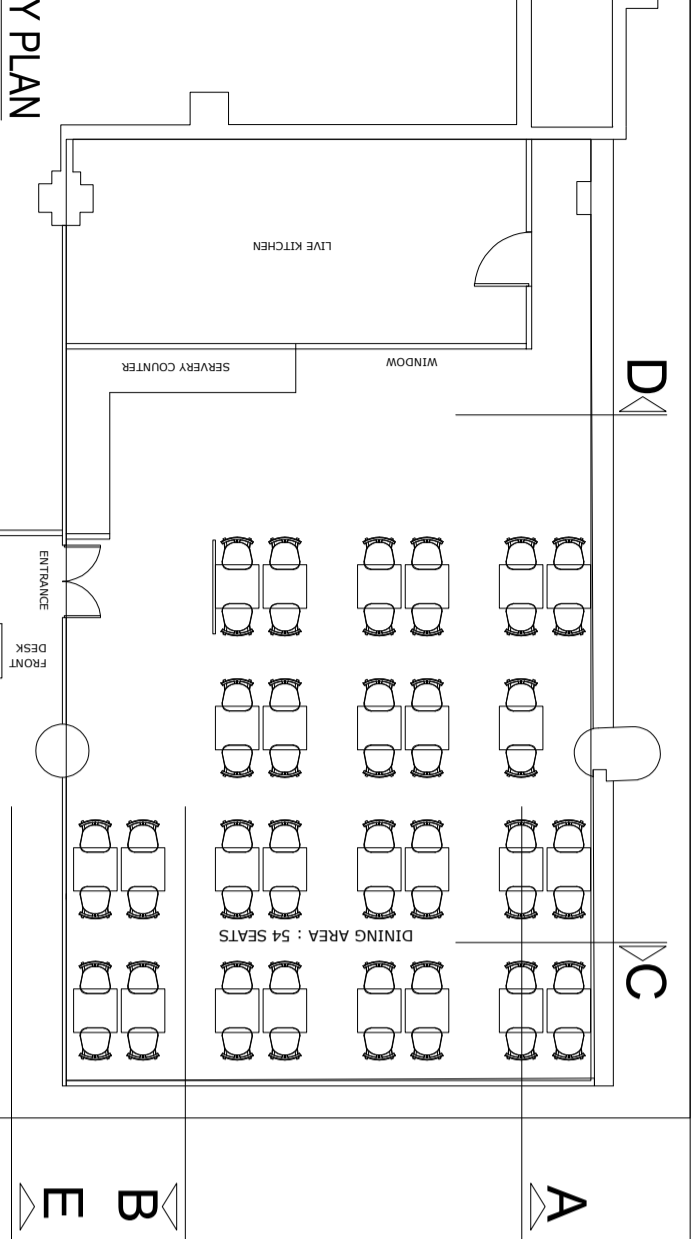 Y PLAN
LIVE KITCHEN
SERVERY COUNTER
WINDOW
D
ENTRANCE
FRONT
DESK
DINING AREA : 54 SEATS
C
E
B
A